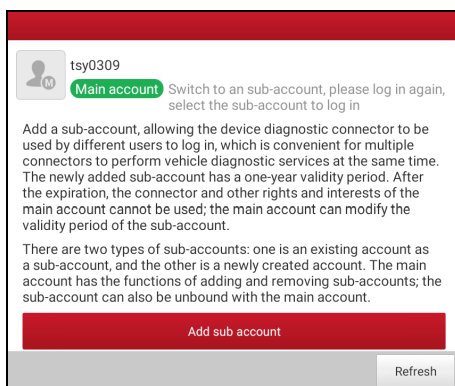 tsy0309
M
Main account Switch to an sub-account, please log in again,
select the sub-account to log in
Add a sub-account, allowing the device diagnostic connector to be
used by different users to log in, which is convenient for multiple
connectors to perform vehicle diagnostic services at the same time.
The newly added sub-account has a one-year validity period. After
the expiration, the connector and other rights and interests of the
main account cannot be used; the main account can modify the
validity period of the sub-account.
There are two types of sub-accounts: one is an existing account as
a sub-account, and the other is a newly created account. The main
account has the functions of adding and removing sub-accounts; the
sub-account can also be unbound with the main account.
Add sub account
Refresh